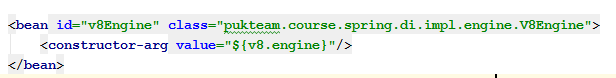 <bean id="v8Engine" class="pukteam.course.spring.di.impl.engine.V8Engine">
<constructor-arg value="${v8.engine}"/>
</bean>